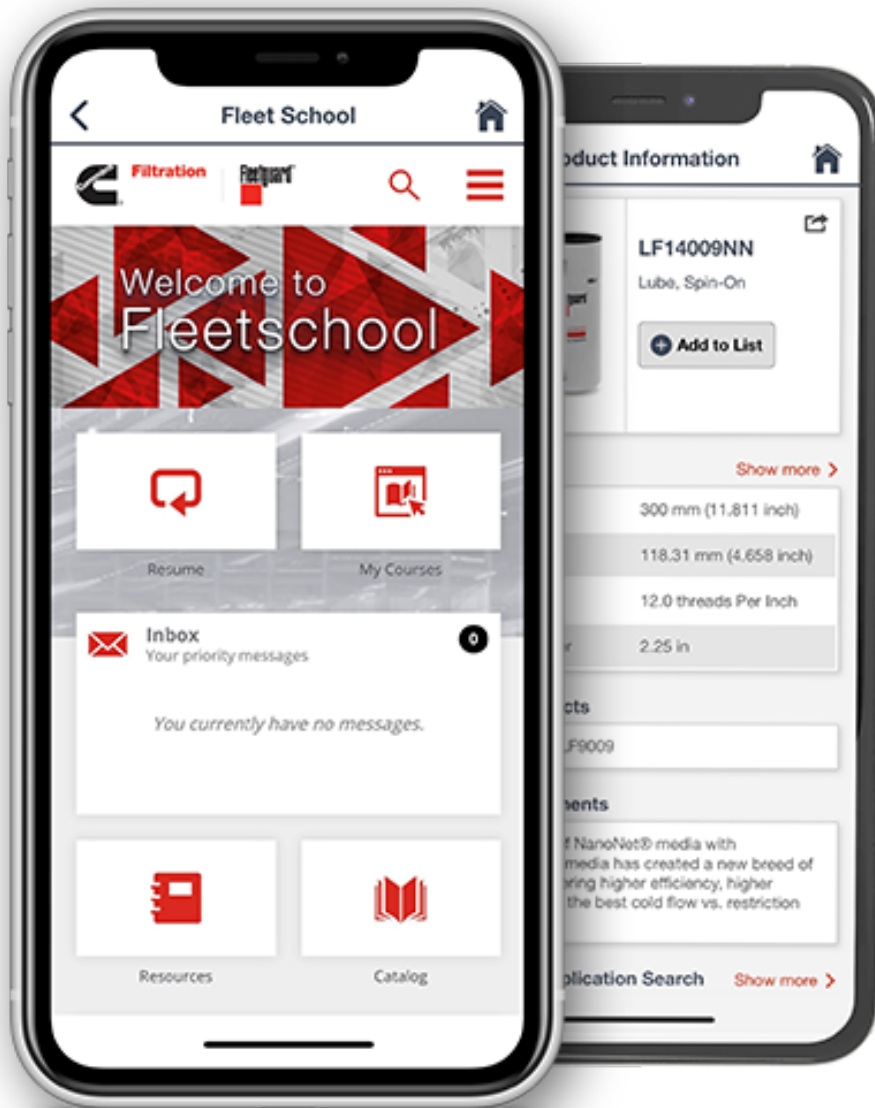 Fleet School
Filtration
Fleetguard
Welcome to
Fleetschool
Resume
My Courses
Inbox
Your priority messages
0
You currently have no messages.
Resources
Catalog
oduct Information
LF14009NN
Lube, Spin-On
Add to List
Show more
300 mm (11.811 inch)
118.31 mm (4.658 inch)
12.0 threads Per Inch
r
2.25 in
cts
LF9009
nents
f NanoNet® media with
media has created a new breed of
ring higher efficiency, higher
the best cold flow vs. restriction
plication Search
Show more